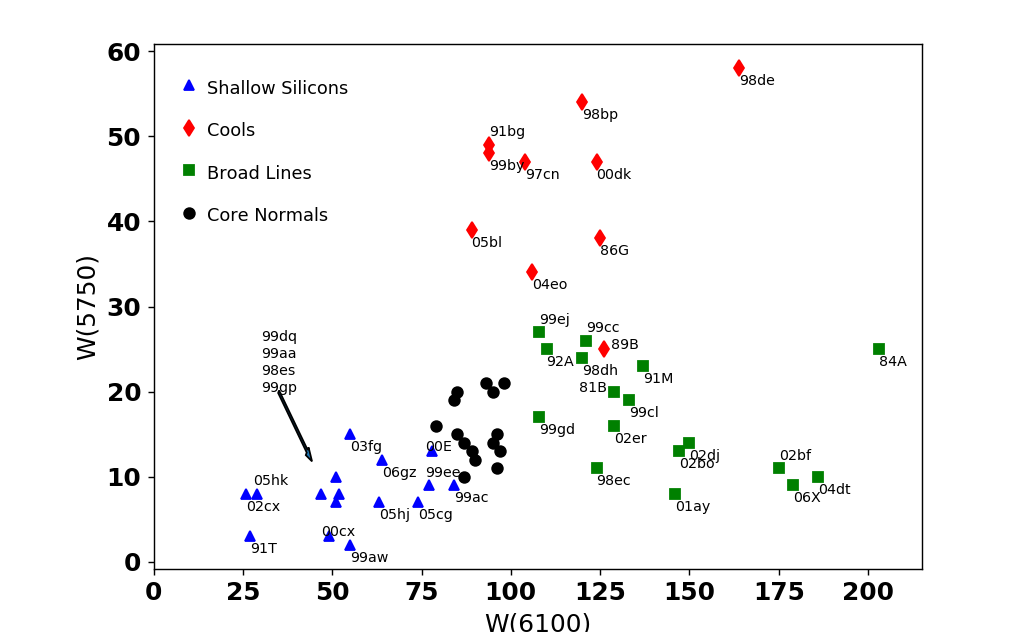 60
50
40
30
20
10
0
W(5750)
Shallow Silicons
Cools
Broad Lines
Core Normals
98de
98bp
91bg
99by
97cn
00dk
05bl
86G
04eo
99ej
99cc
89B
92A
98dh
84A
91M
81B
99cl
99dq
99aa
98es
99gp
99gd
02er
03fg
00E
02dj
02bo
02bf
06gz
99ee
98ec
05hk
99ac
04dt
06X
02cx
05hj
05cg
01ay
00cx
91T
99aw
0
25
50
75
100
125
150
175
200
W(6100)